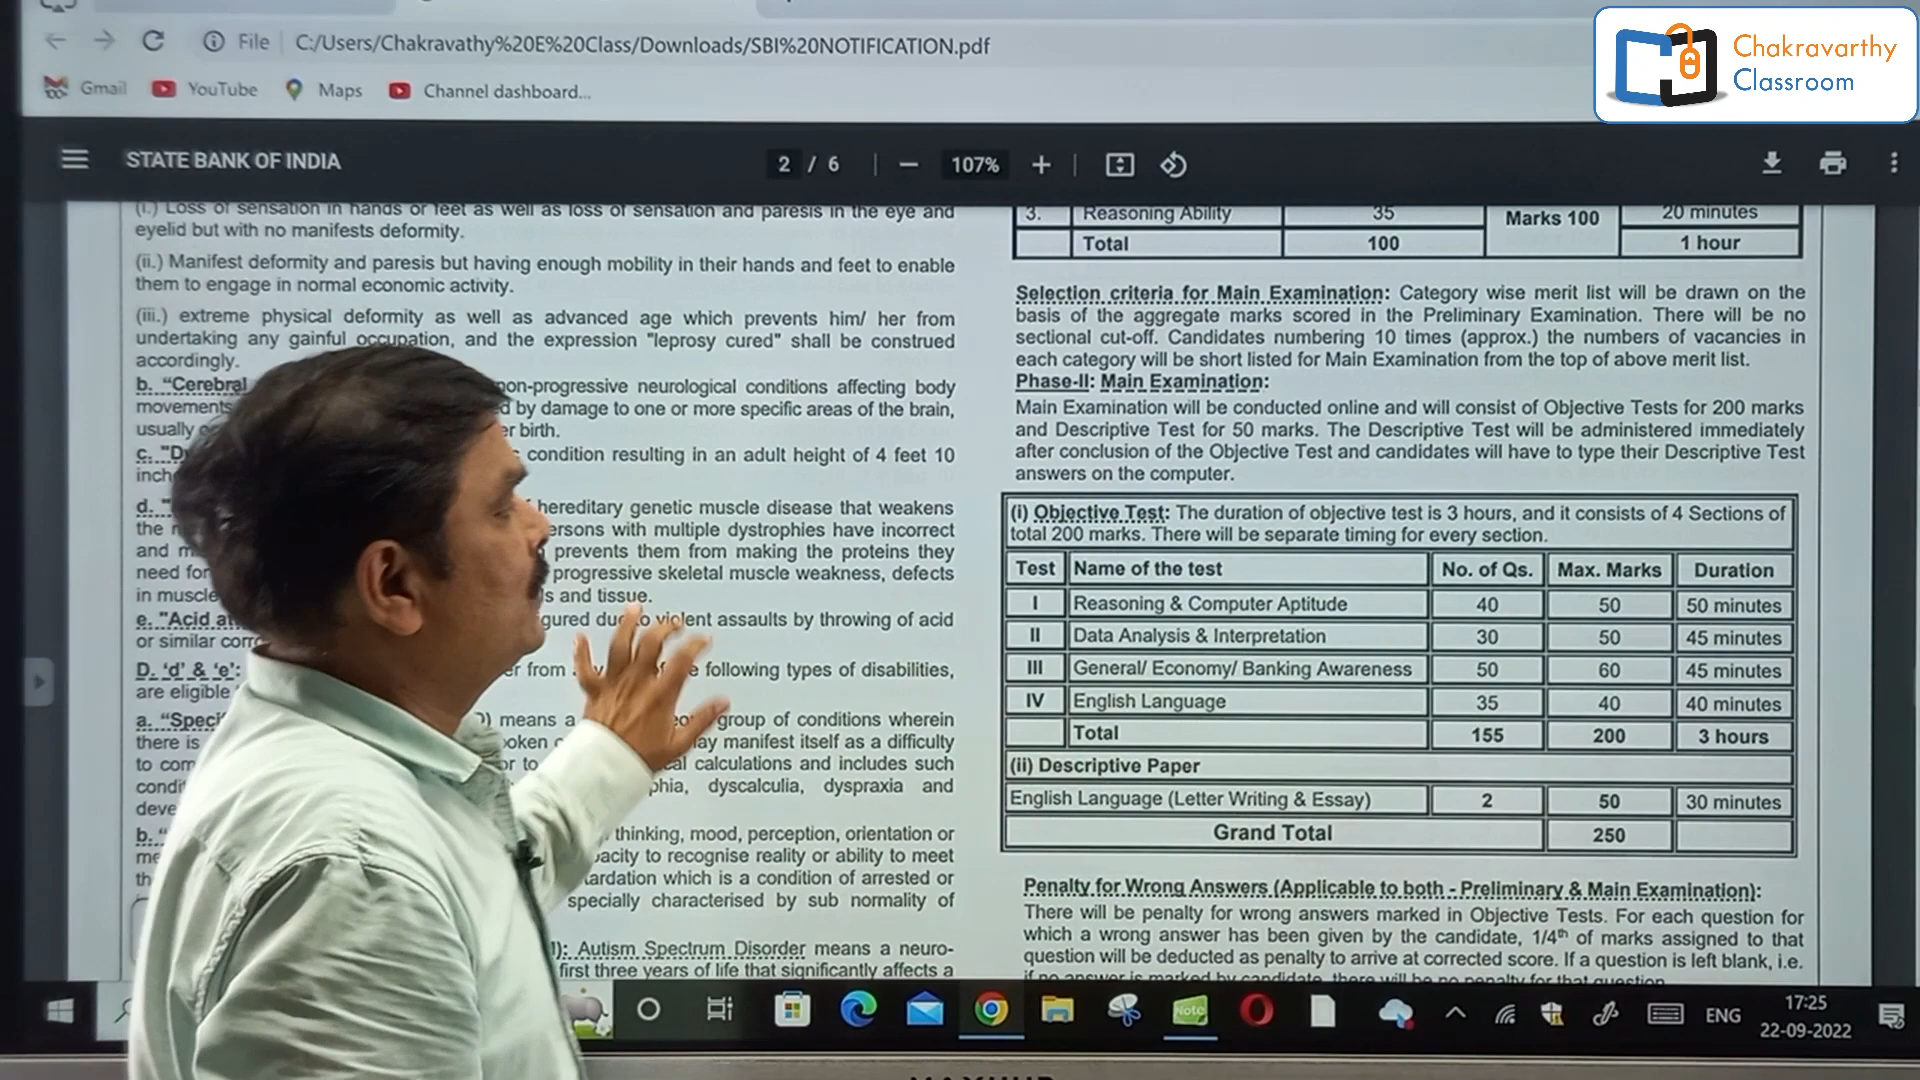 File C:/Users/Chakravathy%20E%20Class/Downloads/SBI%20NOTIFICATION.pdf
Chakravarthy
Classroom
Gmail YouTube Maps Channel dashboard...
STATE BANK OF INDIA 2 / 6 107%
(i.) Loss of sensation in hands or feet as well as loss of sensation and paresis in the eye and
eyelid but with no manifests deformity.
(ii.) Manifest deformity and paresis but having enough mobility in their hands and feet to enable
them to engage in normal economic activity.
(iii.) extreme physical deformity as well as advanced age which prevents him/ her from
undertaking any gainful occupation, and the expression "leprosy cured" shall be construed
accordingly.
b. "Cerebral non-progressive neurological conditions affecting body
movements by damage to one or more specific areas of the brain,
usually birth.
c. condition resulting in an adult height of 4 feet 10
d. hereditary genetic muscle disease that weakens
the persons with multiple dystrophies have incorrect
and prevents them from making the proteins they
need for progressive skeletal muscle weakness, defects
in muscle and tissue.
e. "Acid due to violent assaults by throwing of acid
or similar
D. 'd' & 'e': from the following types of disabilities,
are eligible
a. means a group of conditions wherein
there is manifest itself as a difficulty
to calculations and includes such
dyscalculia, dyspraxia and
b. thinking, mood, perception, orientation or
to recognise reality or ability to meet
which is a condition of arrested or
specially characterised by sub normality of
Autism Spectrum Disorder means a neuro-
first three years of life that significantly affects a
3. Reasoning Ability 35 Marks 100 20 minutes
Total 100 1 hour
Selection criteria for Main Examination: Category wise merit list will be drawn on the
basis of the aggregate marks scored in the Preliminary Examination. There will be no
sectional cut-off. Candidates numbering 10 times (approx.) the numbers of vacancies in
each category will be short listed for Main Examination from the top of above merit list.
Phase-II: Main Examination:
Main Examination will be conducted online and will consist of Objective Tests for 200 marks
and Descriptive Test for 50 marks. The Descriptive Test will be administered immediately
after conclusion of the Objective Test and candidates will have to type their Descriptive Test
answers on the computer.
(i) Objective Test: The duration of objective test is 3 hours, and it consists of 4 Sections of
total 200 marks. There will be separate timing for every section.
Test Name of the test No. of Qs. Max. Marks Duration
I Reasoning & Computer Aptitude 40 50 50 minutes
II Data Analysis & Interpretation 30 50 45 minutes
III General/ Economy/ Banking Awareness 50 60 45 minutes
IV English Language 35 40 40 minutes
Total 155 200 3 hours
(ii) Descriptive Paper
English Language (Letter Writing & Essay) 2 50 30 minutes
Grand Total 250
Penalty for Wrong Answers (Applicable to both - Preliminary & Main Examination):
There will be penalty for wrong answers marked in Objective Tests. For each question for
which a wrong answer has been given by the candidate, 1/4th of marks assigned to that
question will be deducted as penalty to arrive at corrected score. If a question is left blank, i.e.
if no answer is marked by candidate, there will be no penalty for that question
Note
ENG
17:25
22-09-2022